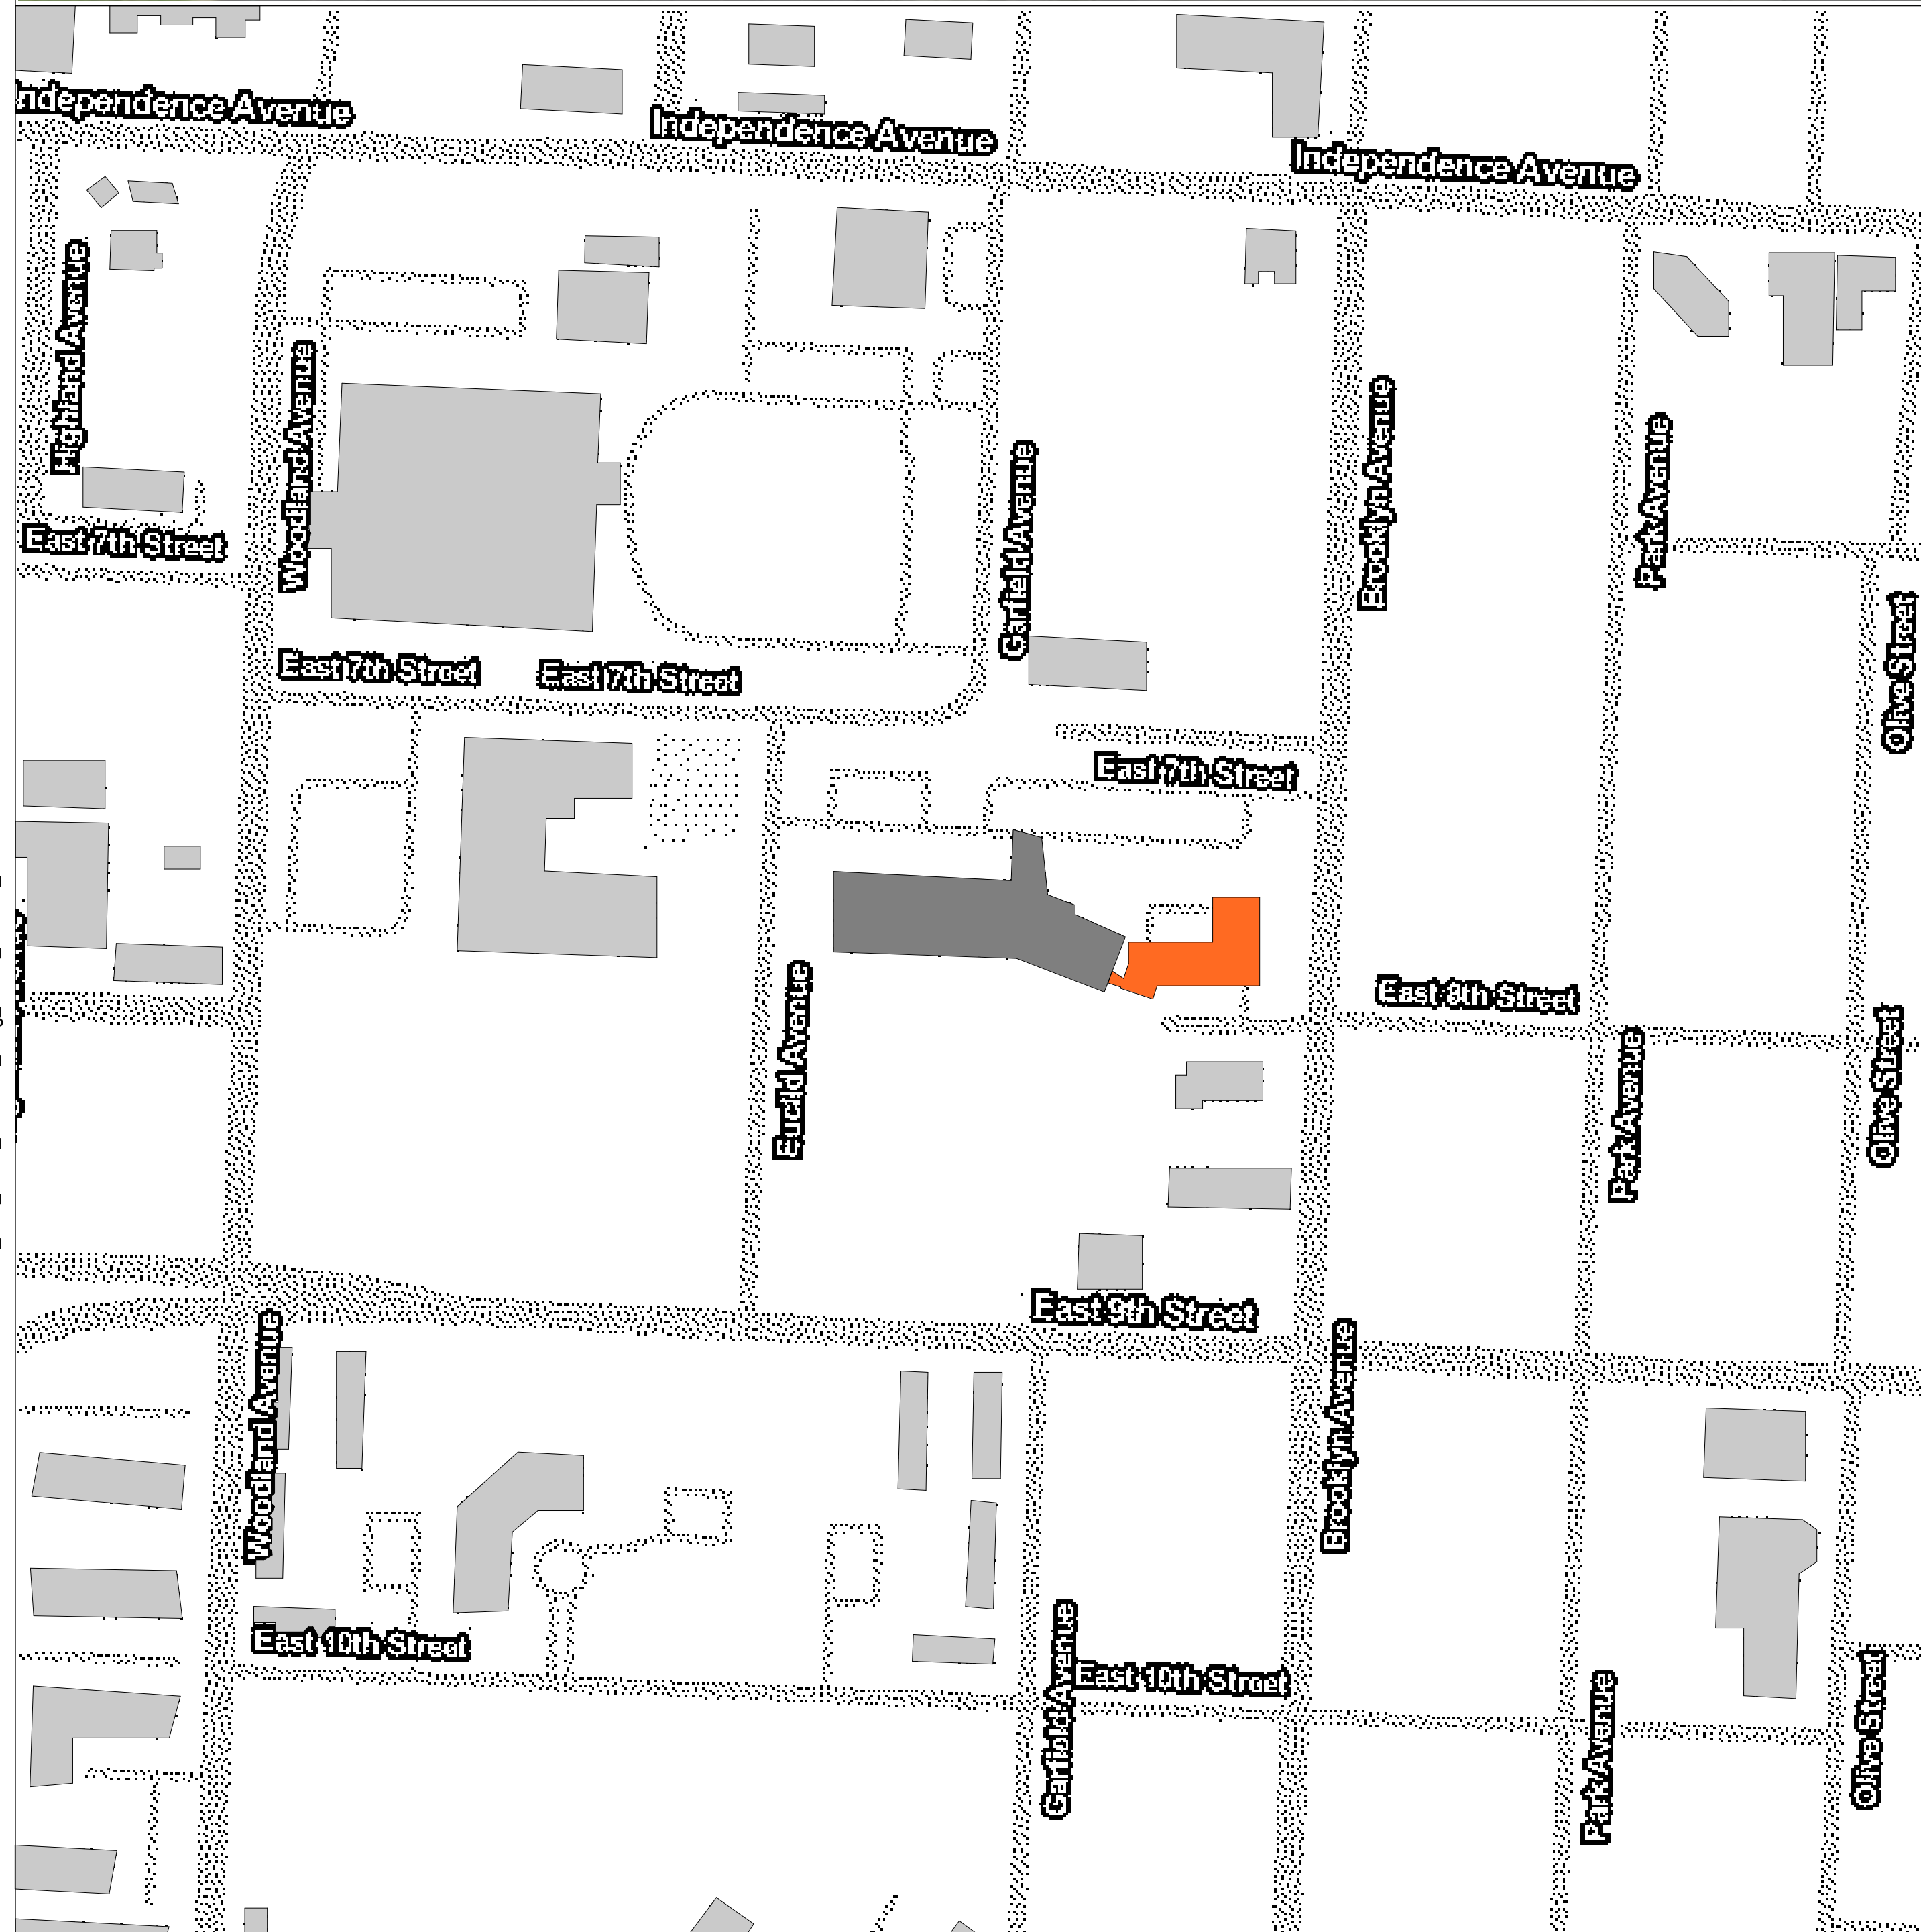 Independence Avenue
Independence Avenue
Independence Avenue
Highland Avenue
Woodland Avenue
Garfield Avenue
Brooklyn Avenue
Park Avenue
East 7th Street
Olive Street
East 7th Street
East 7th Street
East 7th Street
East 8th Street
Euclid Avenue
Park Avenue
Olive Street
East 9th Street
Woodland Avenue
Brooklyn Avenue
East 10th Street
Garfield Avenue
East 10th Street
Park Avenue
Olive Street